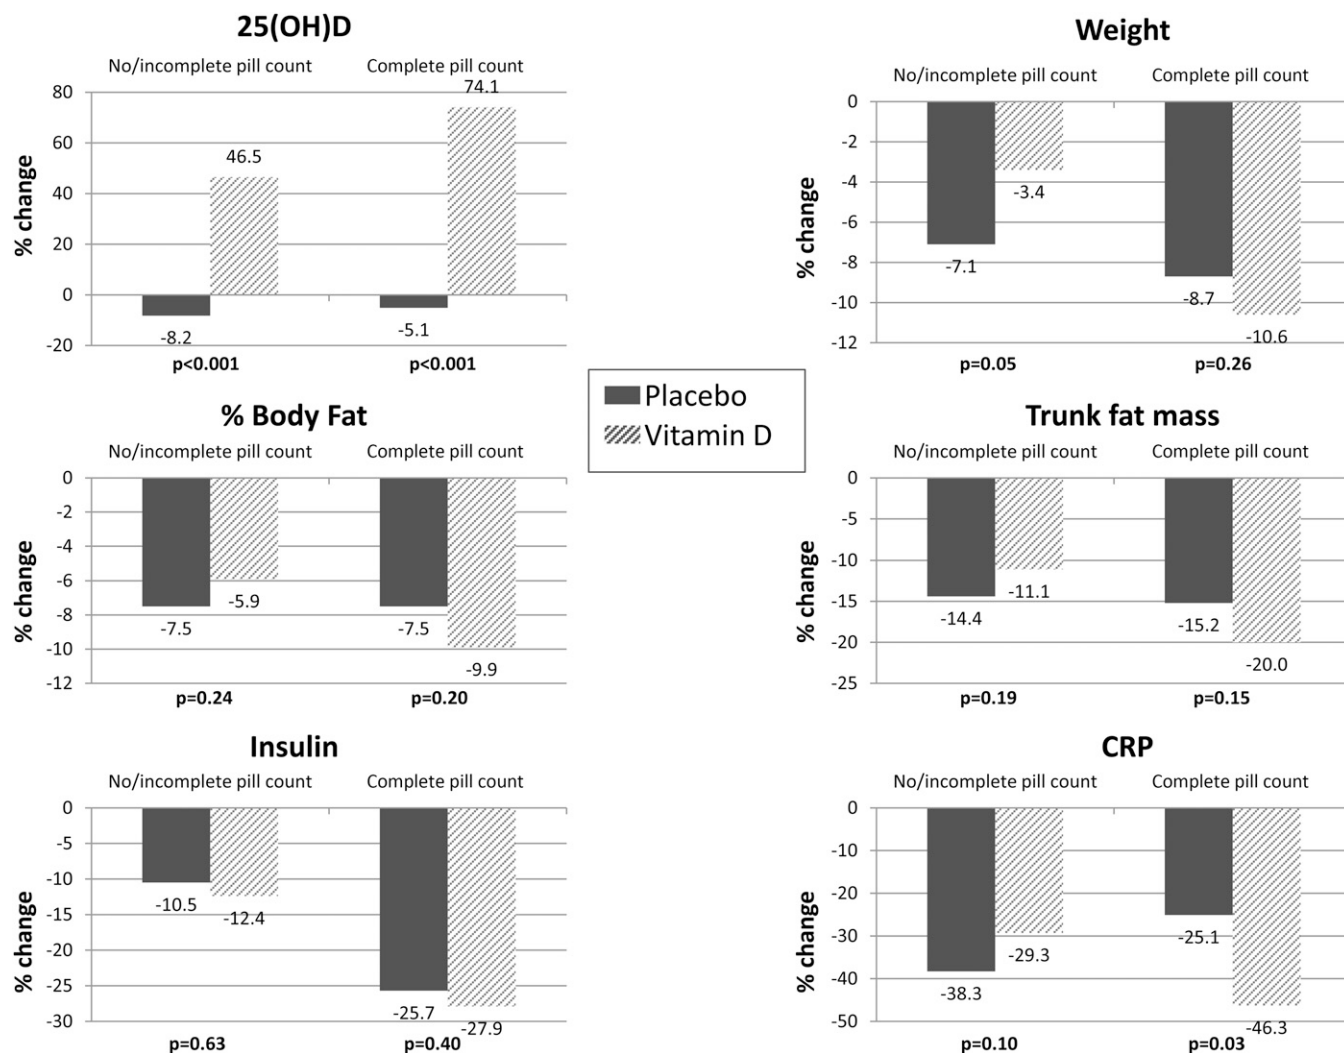 25(OH)D
No/incomplete pill count Complete pill count
% change
80
60
40
20
0
-20
-8.2
46.5
-5.1
74.1
p<0.001 p<0.001
Weight
No/incomplete pill count Complete pill count
% change
0
-2
-4
-6
-8
-10
-12
-7.1
-3.4
-8.7
-10.6
p=0.05 p=0.26
Placebo
Vitamin D
% Body Fat
No/incomplete pill count Complete pill count
% change
0
-2
-4
-6
-8
-10
-12
-7.5
-5.9
-7.5
-9.9
p=0.24 p=0.20
Trunk fat mass
No/incomplete pill count Complete pill count
% change
0
-5
-10
-15
-20
-25
-14.4
-11.1
-15.2
-20.0
p=0.19 p=0.15
Insulin
No/incomplete pill count Complete pill count
% change
0
-5
-10
-15
-20
-25
-30
-10.5
-12.4
-25.7
-27.9
p=0.63 p=0.40
CRP
No/incomplete pill count Complete pill count
% change
0
-10
-20
-30
-40
-50
-38.3
-29.3
-25.1
-46.3
p=0.10 p=0.03